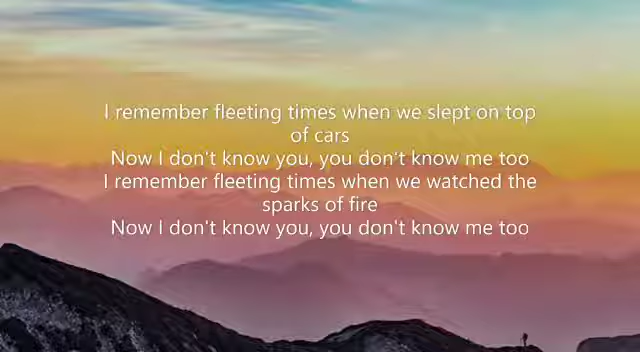 I remember fleeting times when we slept on top
of cars
Now I don't know you, you don't know me too
I remember fleeting times when we watched the
sparks of fire
Now I don't know you, you don't know me too